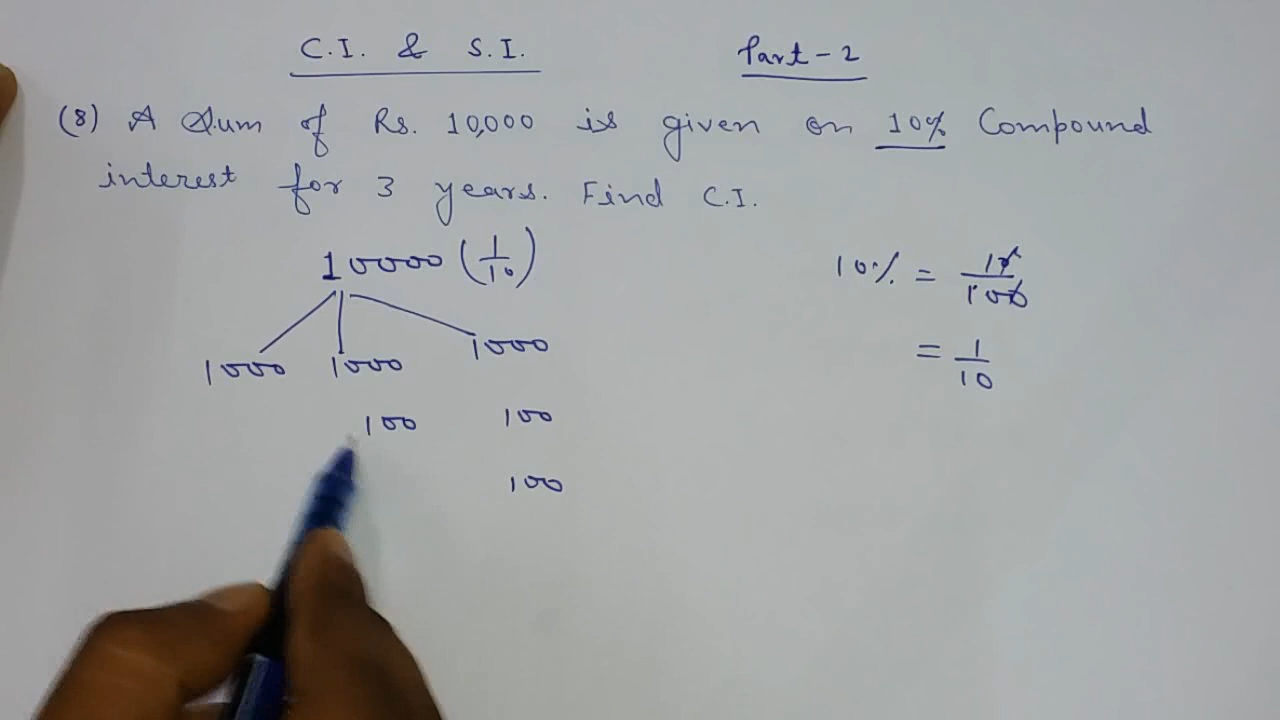 C.I. & S.I. Part-2
(8) A Sum of Rs. 10,000 is given on 10% Compound
interest for 3 years. Find C.I.
10000 (1/10) 10% = 10/100
1000 1000 1000 = 1/10
100 100
100